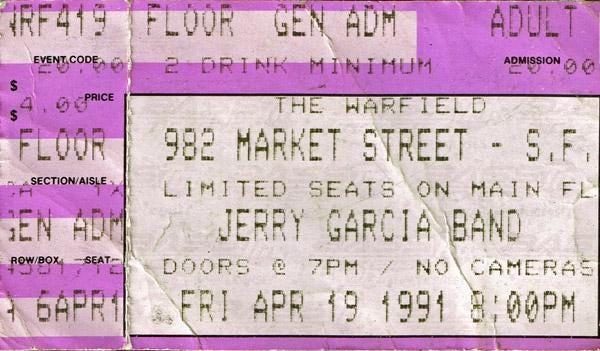 WRF419 FLOOR GEN ADM ADULT
EVENT CODE ADMISSION
$ 20.00 2 DRINK MINIMUM 20.00
PRICE
$ 4.00 THE WARFIELD
FLOOR 982 MARKET STREET - S.F.
SECTION/AISLE
LIMITED SEATS ON MAIN FL
GEN ADM JERRY GARCIA BAND
ROW/BOX SEAT
DOORS @ 7PM / NO CAMERAS
6APR1 FRI APR 19 1991 8:00PM